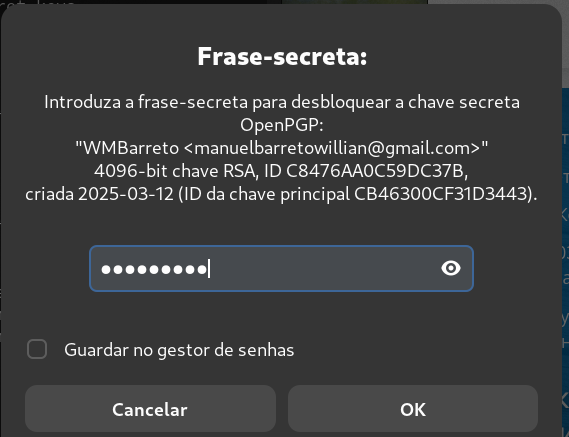 Frase-secreta:
Introduza a frase-secreta para desbloquear a chave secreta
OpenPGP:
"WMBarreto <manuelbarretowillian@gmail.com>"
4096-bit chave RSA, ID C8476AA0C59DC37B,
criada 2025-03-12 (ID da chave principal CB46300CF31D3443).
Guardar no gestor de senhas
Cancelar
OK